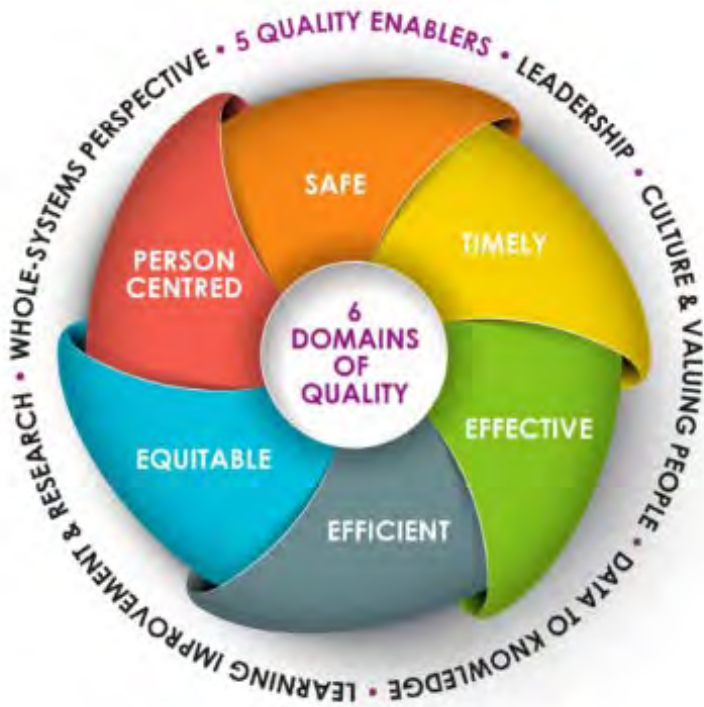 • 5 QUALITY ENABLERS • LEADERSHIP • CULTURE & VALUING PEOPLE • DATA TO KNOWLEDGE • LEARNING IMPROVEMENT & RESEARCH • WHOLE-SYSTEMS PERSPECTIVE
SAFE
TIMELY
EFFECTIVE
EFFICIENT
EQUITABLE
PERSON
CENTRED
6
DOMAINS
OF
QUALITY